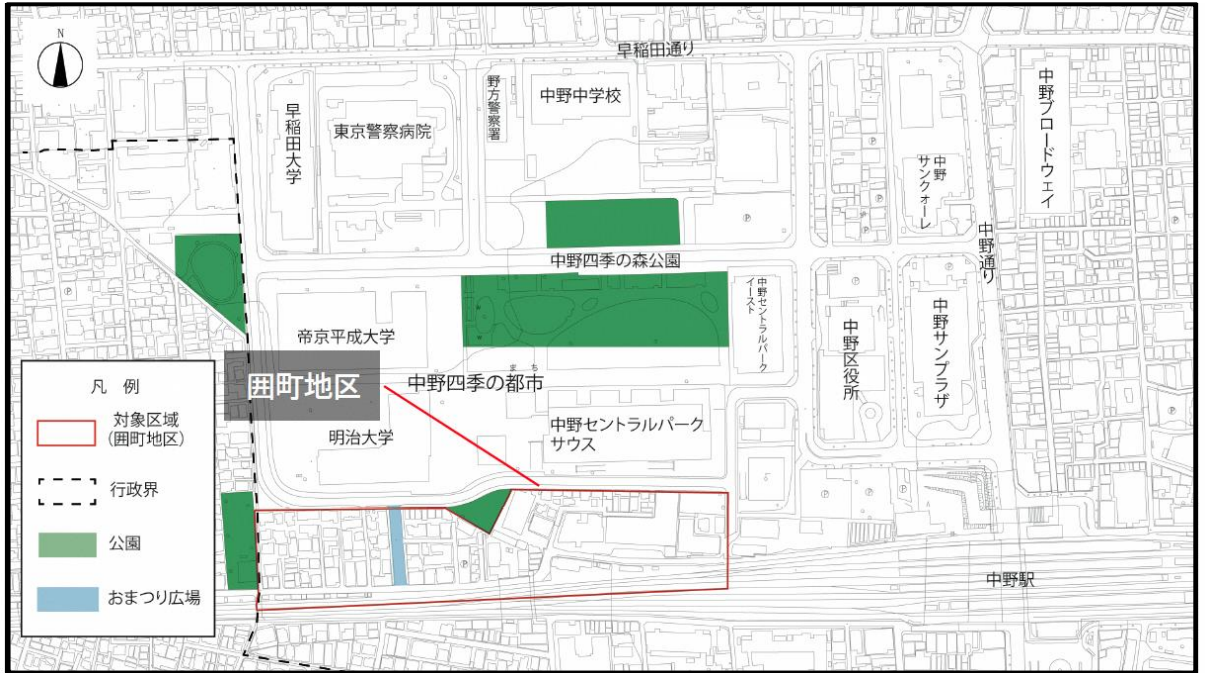 N
早稲田通り
早稲田大学
東京警察病院
野方警察署
中野中学校
中野
サンクォーレ
中野ブロードウェイ
中野通り
P
中野四季の森公園
中野セントラルパーク
イースト
中野区役所
中野サンプラザ
帝京平成大学
まち
中野四季の都市
囲町地区
明治大学
中野セントラルパーク
サウス
中野駅
凡 例
対象区域
(囲町地区)
行政界
公園
おまつり広場
P
P
P
P
P
P